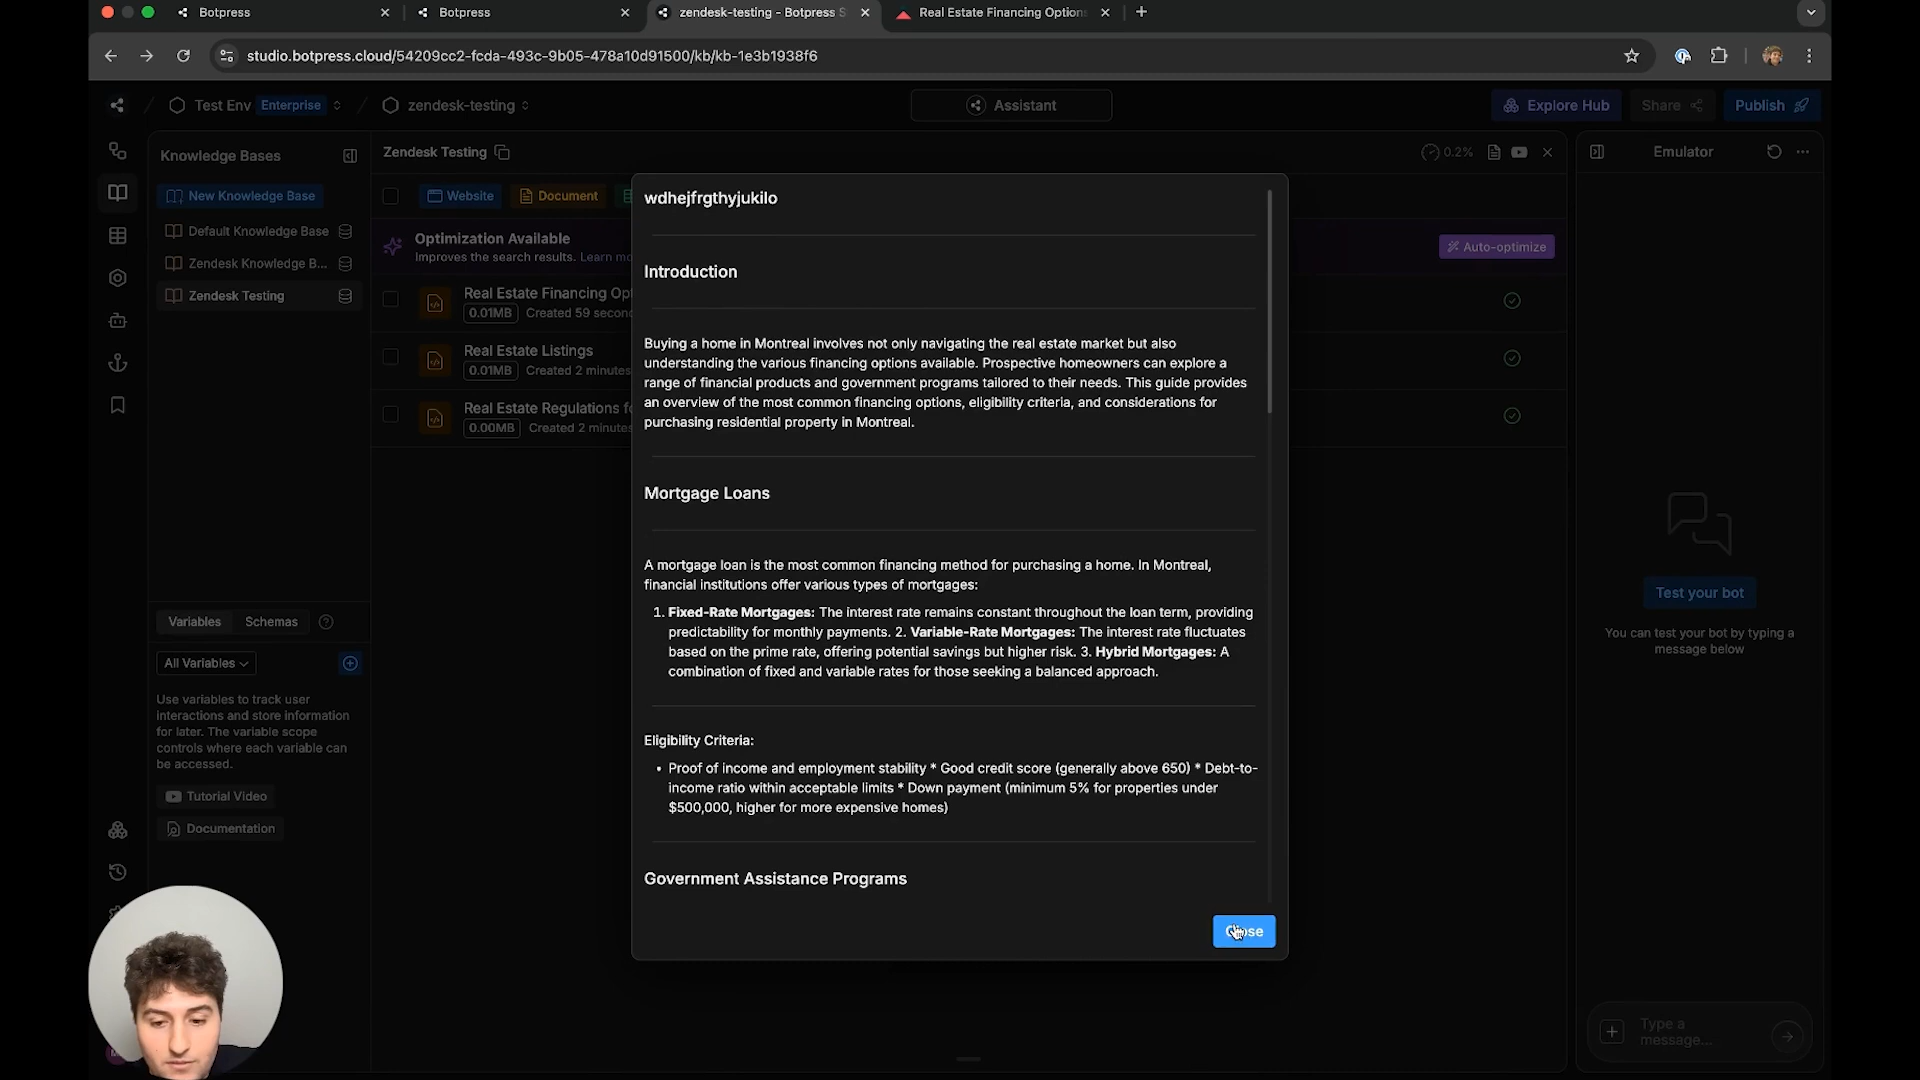 Botpress
Botpress
zendesk-testing - Botpress S
Real Estate Financing Options
studio.botpress.cloud/54209cc2-fcda-493c-9b05-478a10d91500/kb/kb-1e3b1938f6
Test Env
Enterprise
zendesk-testing
Assistant
Explore Hub
Share
Publish
Knowledge Bases
New Knowledge Base
Default Knowledge Base
Zendesk Knowledge B...
Zendesk Testing
Zendesk Testing
0.2%
Website
Document
Optimization Available
Improves the search results. Learn mo
Auto-optimize
Real Estate Financing Opt
0.01MB
Created 59 second
Real Estate Listings
0.01MB
Created 2 minutes
Real Estate Regulations fo
0.00MB
Created 2 minute
wdhejfrgthyjukilo
Introduction
Buying a home in Montreal involves not only navigating the real estate market but also
understanding the various financing options available. Prospective homeowners can explore a
range of financial products and government programs tailored to their needs. This guide provides
an overview of the most common financing options, eligibility criteria, and considerations for
purchasing residential property in Montreal.
Mortgage Loans
A mortgage loan is the most common financing method for purchasing a home. In Montreal,
financial institutions offer various types of mortgages:
1. Fixed-Rate Mortgages: The interest rate remains constant throughout the loan term, providing
predictability for monthly payments. 2. Variable-Rate Mortgages: The interest rate fluctuates
based on the prime rate, offering potential savings but higher risk. 3. Hybrid Mortgages: A
combination of fixed and variable rates for those seeking a balanced approach.
Eligibility Criteria:
• Proof of income and employment stability * Good credit score (generally above 650) * Debt-to-
income ratio within acceptable limits * Down payment (minimum 5% for properties under
$500,000, higher for more expensive homes)
Government Assistance Programs
Close
Variables
Schemas
All Variables
Use variables to track user
interactions and store information
for later. The variable scope
controls where each variable can
be accessed.
Tutorial Video
Documentation
Emulator
Test your bot
You can test your bot by typing a
message below
Type a
message...